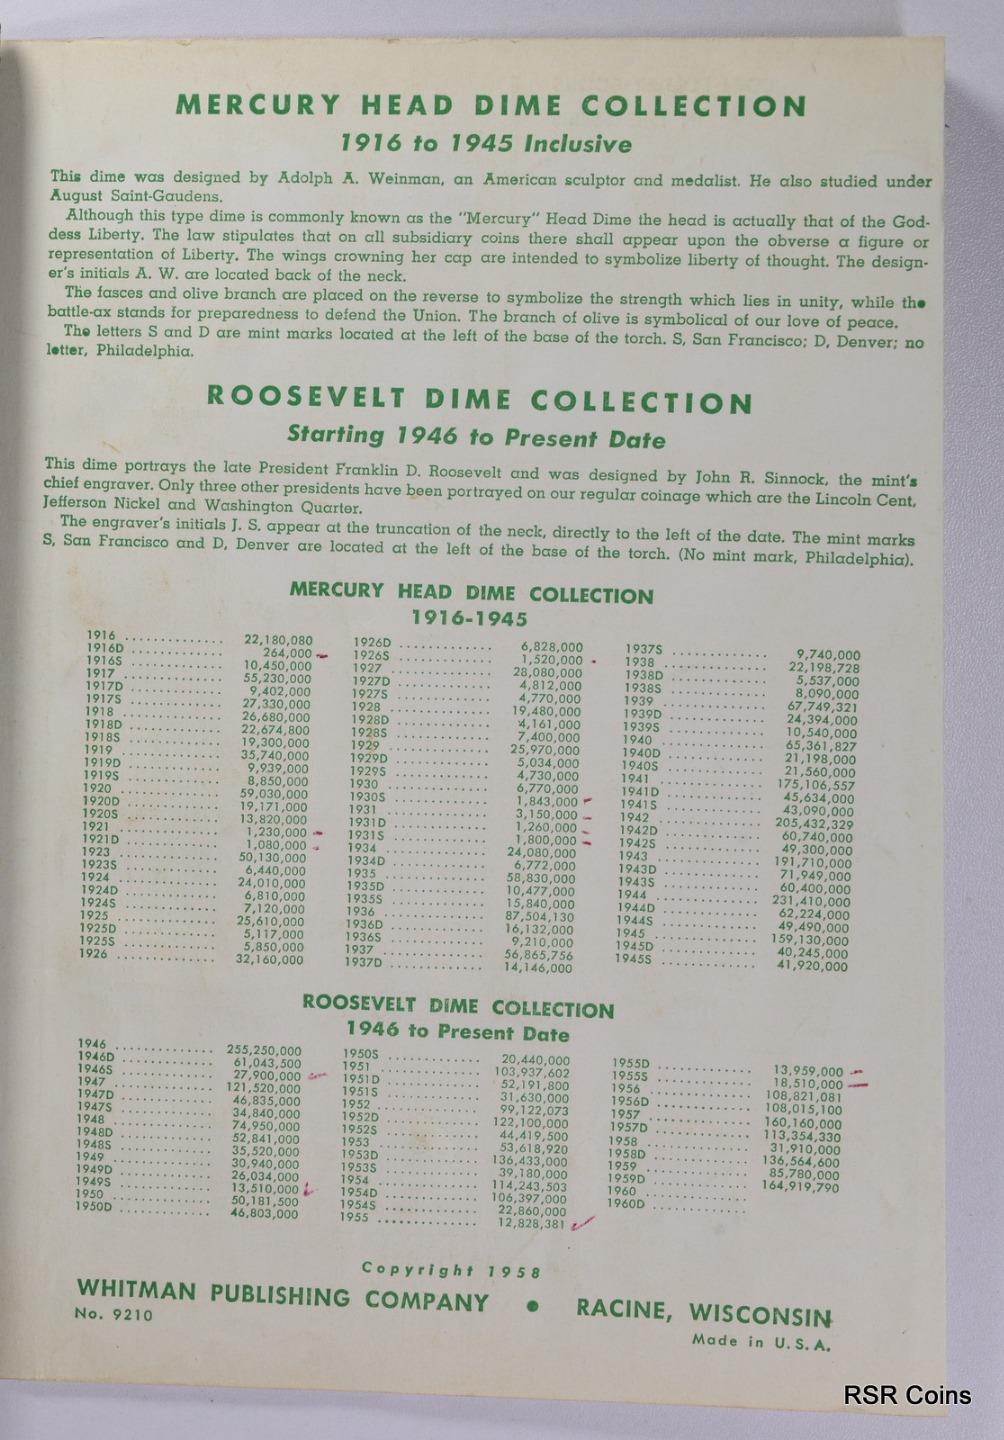 MERCURY HEAD DIME COLLECTION
1916 to 1945 Inclusive
This dime was designed by Adolph A. Weinman, an American sculptor and medalist. He also studied under
August Saint-Gaudens.
Although this type dime is commonly known as the "Mercury" Head Dime the head is actually that of the God-
dess Liberty. The law stipulates that on all subsidiary coins there shall appear upon the obverse a figure or
representation of Liberty. The wings crowning her cap are intended to symbolize liberty of thought. The design-
er's initials A. W. are located back of the neck.
The fasces and olive branch are placed on the reverse to symbolize the strength which lies in unity, while the
battle-ax stands for preparedness to defend the Union. The branch of olive is symbolical of our love of peace.
The letters S and D are mint marks located at the left of the base of the torch. S, San Francisco; D, Denver; no
letter, Philadelphia.
ROOSEVELT DIME COLLECTION
Starting 1946 to Present Date
This dime portrays the late President Franklin D. Roosevelt and was designed by John R. Sinnock, the mint's
chief engraver. Only three other presidents have been portrayed on our regular coinage which are the Lincoln Cent,
Jefferson Nickel and Washington Quarter.
The engraver's initials J. S. appear at the truncation of the neck, directly to the left of the date. The mint marks
S, San Francisco and D, Denver are located at the left of the base of the torch. (No mint mark, Philadelphia).
MERCURY HEAD DIME COLLECTION
1916-1945
1916 .............. 22,180,080
1916D .............. 264,000
1916S .............. 10,450,000
1917 .............. 55,230,000
1917D .............. 9,402,000
1917S .............. 27,330,000
1918 .............. 26,680,000
1918D .............. 22,674,800
1918S .............. 19,300,000
1919 .............. 35,740,000
1919D .............. 9,939,000
1919S .............. 8,850,000
1920 .............. 59,030,000
1920D .............. 19,171,000
1920S .............. 13,820,000
1921 .............. 1,230,000
1921D .............. 1,080,000
1923 .............. 50,130,000
1923S .............. 6,440,000
1924 .............. 24,010,000
1924D .............. 6,810,000
1924S .............. 7,120,000
1925 .............. 25,610,000
1925D .............. 5,117,000
1925S .............. 5,850,000
1926 .............. 32,160,000
1926D .............. 6,828,000
1926S .............. 1,520,000
1927 .............. 28,080,000
1927D .............. 4,812,000
1927S .............. 4,770,000
1928 .............. 19,480,000
1928D .............. 4,161,000
1928S .............. 7,400,000
1929 .............. 25,970,000
1929D .............. 5,034,000
1929S .............. 4,730,000
1930 .............. 6,770,000
1930S .............. 1,843,000
1931 .............. 3,150,000
1931D .............. 1,260,000
1931S .............. 1,800,000
1934 .............. 24,080,000
1934D .............. 6,772,000
1935 .............. 58,830,000
1935D .............. 10,477,000
1935S .............. 15,840,000
1936 .............. 87,504,130
1936D .............. 16,132,000
1936S .............. 9,210,000
1937 .............. 56,865,756
1937D .............. 14,146,000
1937S .............. 9,740,000
1938 .............. 22,198,728
1938D .............. 5,537,000
1938S .............. 8,090,000
1939 .............. 67,749,321
1939D .............. 24,394,000
1939S .............. 10,540,000
1940 .............. 65,361,827
1940D .............. 21,198,000
1940S .............. 21,560,000
1941 .............. 175,106,557
1941D .............. 45,634,000
1941S .............. 43,090,000
1942 .............. 205,432,329
1942D .............. 60,740,000
1942S .............. 49,300,000
1943 .............. 191,710,000
1943D .............. 71,949,000
1943S .............. 60,400,000
1944 .............. 231,410,000
1944D .............. 62,224,000
1944S .............. 49,490,000
1945 .............. 159,130,000
1945D .............. 40,245,000
1945S .............. 41,920,000
ROOSEVELT DIME COLLECTION
1946 to Present Date
1946 .............. 255,250,000
1946D .............. 61,043,500
1946S .............. 27,900,000
1947 .............. 121,520,000
1947D .............. 46,835,000
1947S .............. 34,840,000
1948 .............. 74,950,000
1948D .............. 52,841,000
1948S .............. 35,520,000
1949 .............. 30,940,000
1949D .............. 26,034,000
1949S .............. 13,510,000
1950 .............. 50,181,500
1950D .............. 46,803,000
1950S .............. 20,440,000
1951 .............. 103,937,602
1951D .............. 52,191,800
1951S .............. 31,630,000
1952 .............. 99,122,073
1952D .............. 122,100,000
1952S .............. 44,419,500
1953 .............. 53,618,920
1953D .............. 136,433,000
1953S .............. 39,180,000
1954 .............. 114,243,503
1954D .............. 106,397,000
1954S .............. 22,860,000
1955 .............. 12,828,381
1955D .............. 13,959,000
1955S .............. 18,510,000
1956 .............. 108,821,081
1956D .............. 108,015,100
1957 .............. 160,160,000
1957D .............. 113,354,330
1958 .............. 31,910,000
1958D .............. 136,564,600
1959 .............. 85,780,000
1959D .............. 164,919,790
1960 ..............
1960D ..............
Copyright 1958
WHITMAN PUBLISHING COMPANY • RACINE, WISCONSIN
No. 9210
Made in U.S.A.
RSR Coins